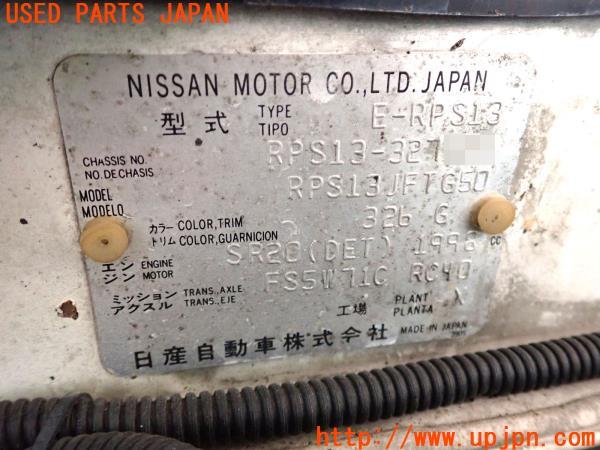 USED PARTS JAPAN
NISSAN MOTOR CO.,LTD. JAPAN
型式 TYPE TIPO E-RPS13
CHASSIS NO. NO. DE CHASIS RPS13-327
MODEL MODELO RPS13JFTG50
カラー COLOR, TRIM 326 G
トリム COLOR, GUARNICION
エンジン ENGINE MOTOR SR20(DET) 1998 cc
ミッション TRANS., AXLE FS5W71C RC40
アクスル TRANS., EJE
工場 PLANT PLANTA X
日産自動車株式会社 MADE IN JAPAN
http://www.upjpn.com